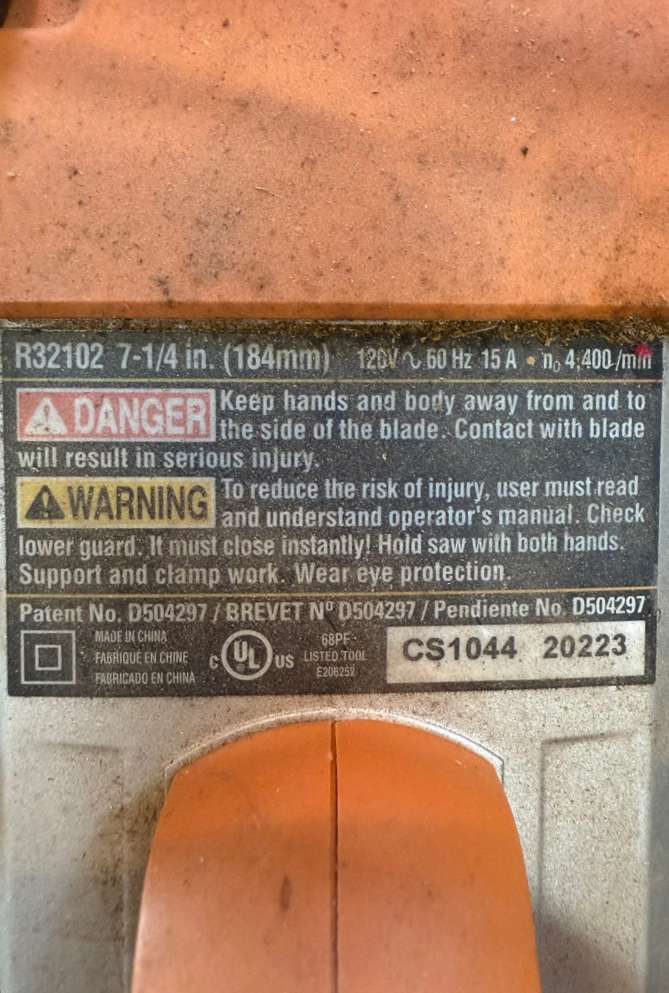 R32102 7-1/4 in. (184mm) 120V ∿ 60 Hz 15 A • n₀ 4,400/min
DANGER Keep hands and body away from and to
the side of the blade. Contact with blade
will result in serious injury.
WARNING To reduce the risk of injury, user must read
and understand operator's manual. Check
lower guard. It must close instantly! Hold saw with both hands.
Support and clamp work. Wear eye protection.
Patent No. D504297 / BREVET Nº D504297 / Pendiente No. D504297
MADE IN CHINA
FABRIQUÉ EN CHINE
FABRICADO EN CHINA
C UL US
68PF
LISTED TOOL
E206252
CS1044 20223